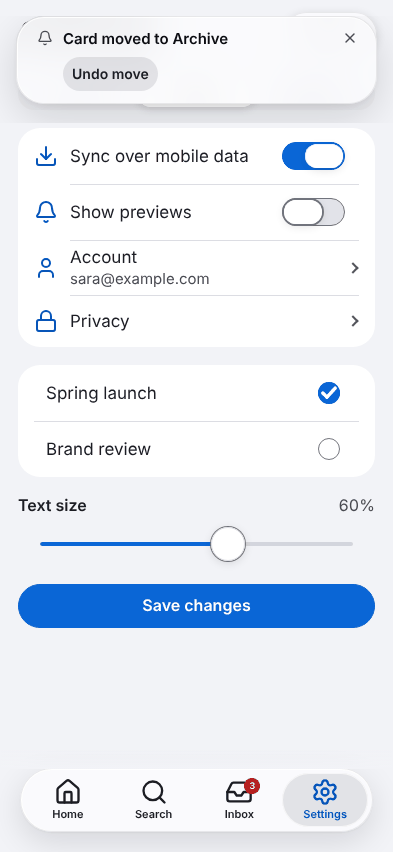 Card moved to Archive
Undo move
Sync over mobile data
Show previews
Account
sara@example.com
Privacy
Spring launch
Brand review
Text size
60%
Save changes
Home
Search
3
Inbox
Settings